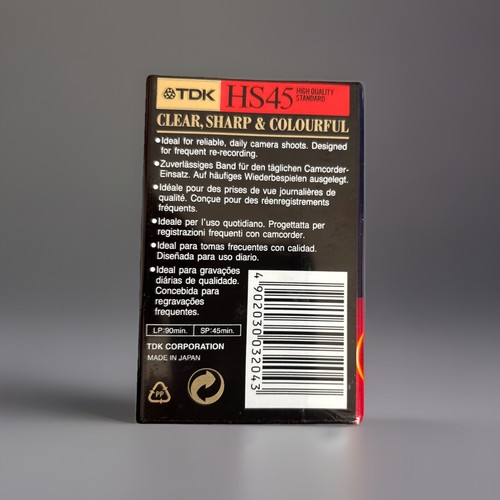 TDK HS45 HIGH QUALITY
STANDARD
CLEAR, SHARP & COLOURFUL
•Ideal for reliable, daily camera shoots. Designed
for frequent re-recording.
•Zuverlässiges Band für den täglichen Camcorder-
Einsatz. Auf häufiges Wiederbespielen ausgelegt.
•Idéale pour des prises de vue journalières de
qualité. Conçue pour des réenregistrements
fréquents.
•Ideale per l'uso quotidiano. Progettatta per
registrazioni frequenti con camcorder.
•Ideal para tomas frecuentes con calidad.
Diseñada para uso diario.
•Ideal para gravações
diárias de qualidade.
Concebida para
regravações
frequentes.
LP:90min. SP:45min.
TDK CORPORATION
MADE IN JAPAN
PP
4 902030 032043